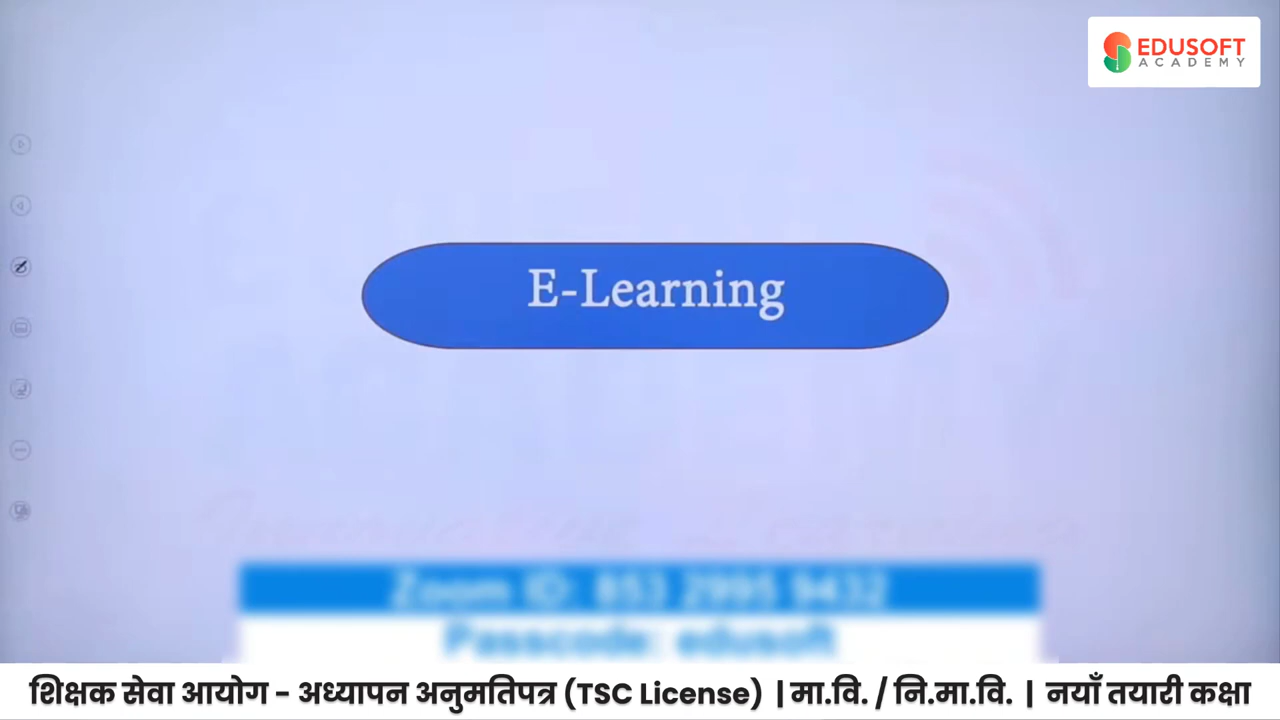 EDUSOFT
ACADEMY
E-Learning
Zoom ID: 853 2995 9432
Passcode: edusoft
शिक्षक सेवा आयोग - अध्यापन अनुमतिपत्र (TSC License) | मा.वि. / नि.मा.वि. | नयाँ तयारी कक्षा